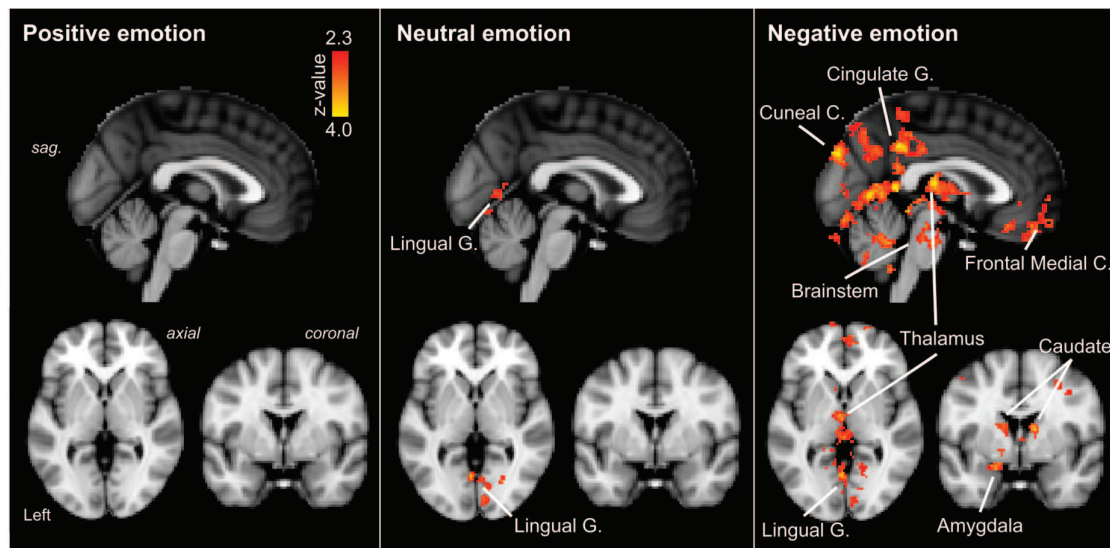 Positive emotion
2.3
z-value
4.0
sag.
axial
coronal
Left
Neutral emotion
Lingual G.
Lingual G.
Negative emotion
Cingulate G.
Cuneal C.
Frontal Medial C.
Brainstem
Thalamus
Caudate
Lingual G.
Amygdala